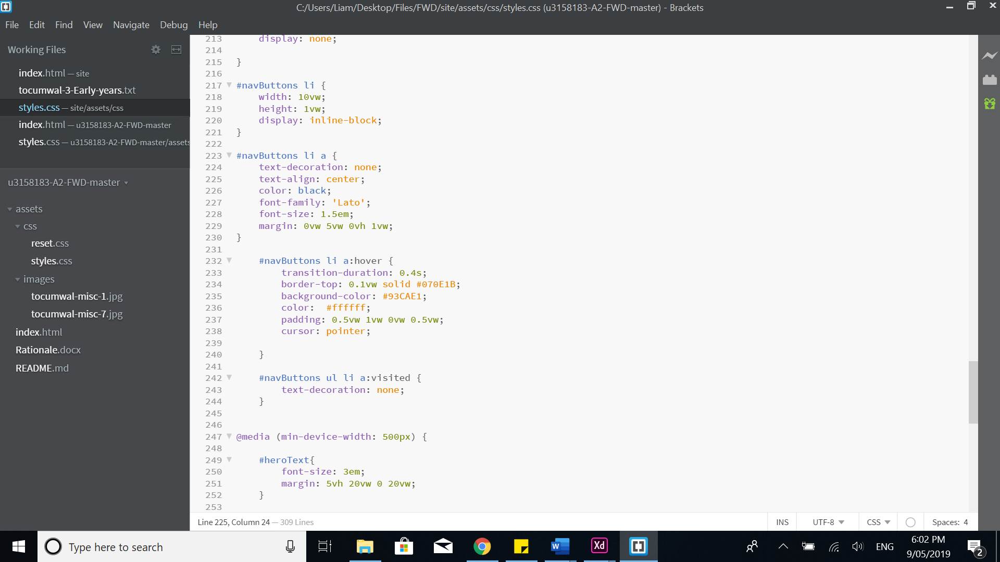 C:/Users/Liam/Desktop/Files/FWD/site/assets/css/styles.css (u3158183-A2-FWD-master) - Brackets
File Edit Find View Navigate Debug Help
Working Files
index.html — site
tocumwal-3-Early-years.txt
styles.css — site/assets/css
index.html — u3158183-A2-FWD-master
styles.css — u3158183-A2-FWD-master/assets
u3158183-A2-FWD-master
assets
css
reset.css
styles.css
images
tocumwal-misc-1.jpg
tocumwal-misc-7.jpg
index.html
Rationale.docx
README.md
213 display: none;
214
215 }
216
217 #navButtons li {
218 width: 10vw;
219 height: 1vw;
220 display: inline-block;
221 }
222
223 #navButtons li a {
224 text-decoration: none;
225 text-align: center;
226 color: black;
227 font-family: 'Lato';
228 font-size: 1.5em;
229 margin: 0vw 5vw 0vh 1vw;
230 }
231
232 #navButtons li a:hover {
233 transition-duration: 0.4s;
234 border-top: 0.1vw solid #070E1B;
235 background-color: #93CAE1;
236 color:  #ffffff;
237 padding: 0.5vw 1vw 0vw 0.5vw;
238 cursor: pointer;
239
240 }
241
242 #navButtons ul li a:visited {
243 text-decoration: none;
244 }
245
246
247 @media (min-device-width: 500px) {
248
249 #heroText{
250 font-size: 3em;
251 margin: 5vh 20vw 0 20vw;
252 }
253
Line 225, Column 24 — 309 Lines
INS UTF-8 CSS Spaces: 4
Type here to search
W Xd
ENG
6:02 PM
9/05/2019
2